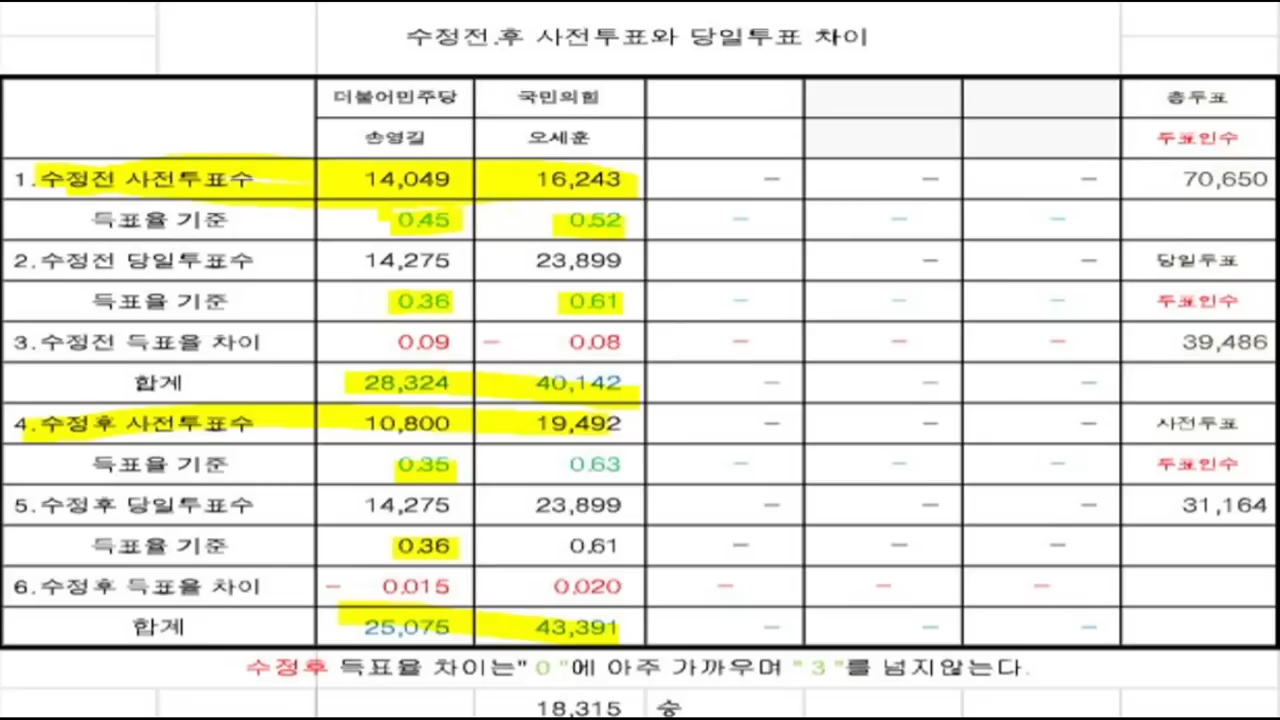 수정전.후 사전투표와 당일투표 차이
더불어민주당 국민의힘 총투표
손영길 오세훈 투표인수
1.수정전 사전투표수 14,049 16,243 - - - 70,650
득표율 기준 0.45 0.52 - - -
2.수정전 당일투표수 14,275 23,899 - - 당일투표
득표율 기준 0.36 0.61 - - - 투표인수
3.수정전 득표율 차이 0.09 - 0.08 - - - 39,486
합계 28,324 40,142 - - -
4.수정후 사전투표수 10,800 19,492 - - - 사전투표
득표율 기준 0.35 0.63 - - - 투표인수
5.수정후 당일투표수 14,275 23,899 - - - 31,164
득표율 기준 0.36 0.61 - - -
6.수정후 득표율 차이 - 0.015 0.020 - - -
합계 25,075 43,391 - - -
수정후 득표율 차이는" 0 "에 아주 가까우며 " 3 "를 넘지않는다.
18,315 승